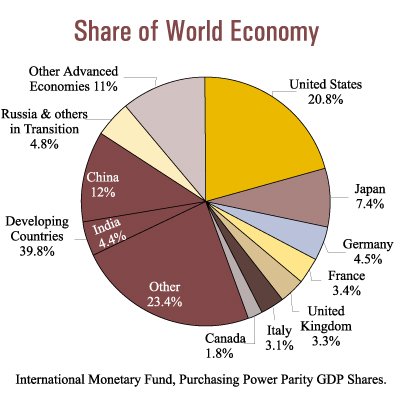 Share of World Economy
Other Advanced
Economies 11%
United States
20.8%
Russia & others
in Transition
4.8%
China
12%
Japan
7.4%
Developing
Countries
39.8%
India
4.4%
Germany
4.5%
France
3.4%
Other
23.4%
United
Kingdom
3.3%
Italy
3.1%
Canada
1.8%
International Monetary Fund, Purchasing Power Parity GDP Shares.